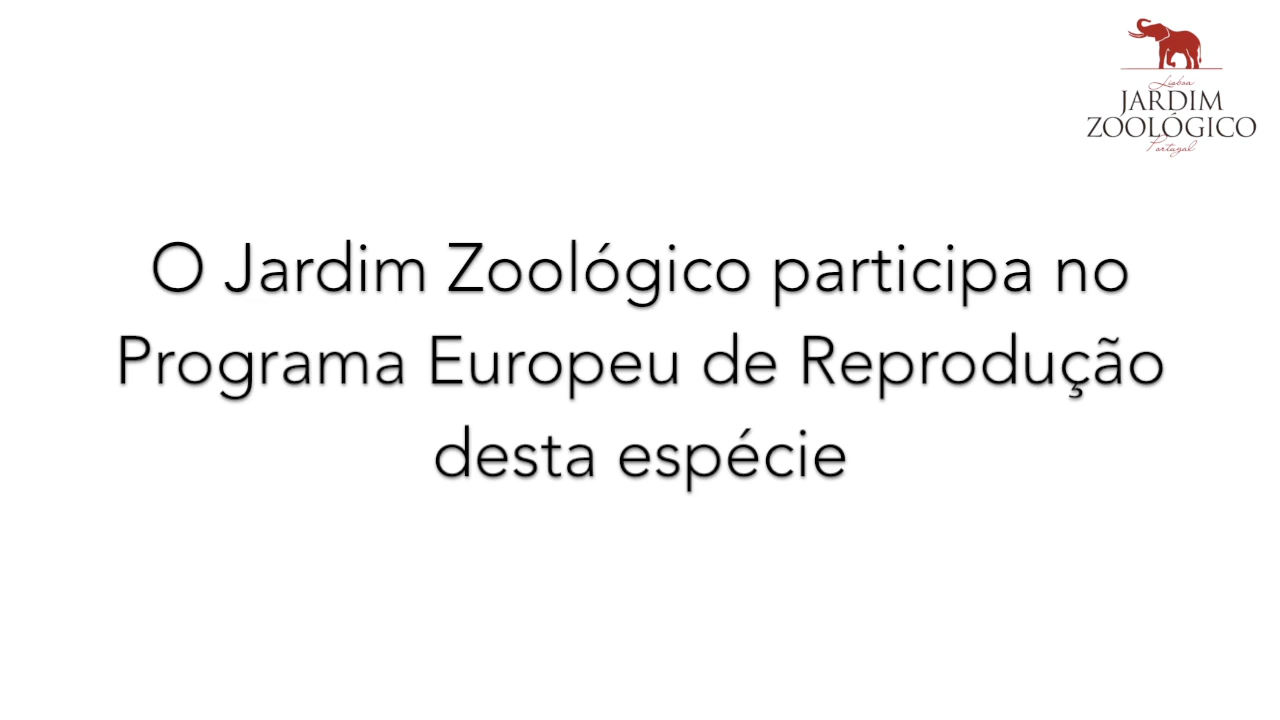 Lisboa
JARDIM
ZOOLÓGICO
Portugal
O Jardim Zoológico participa no
Programa Europeu de Reprodução
desta espécie